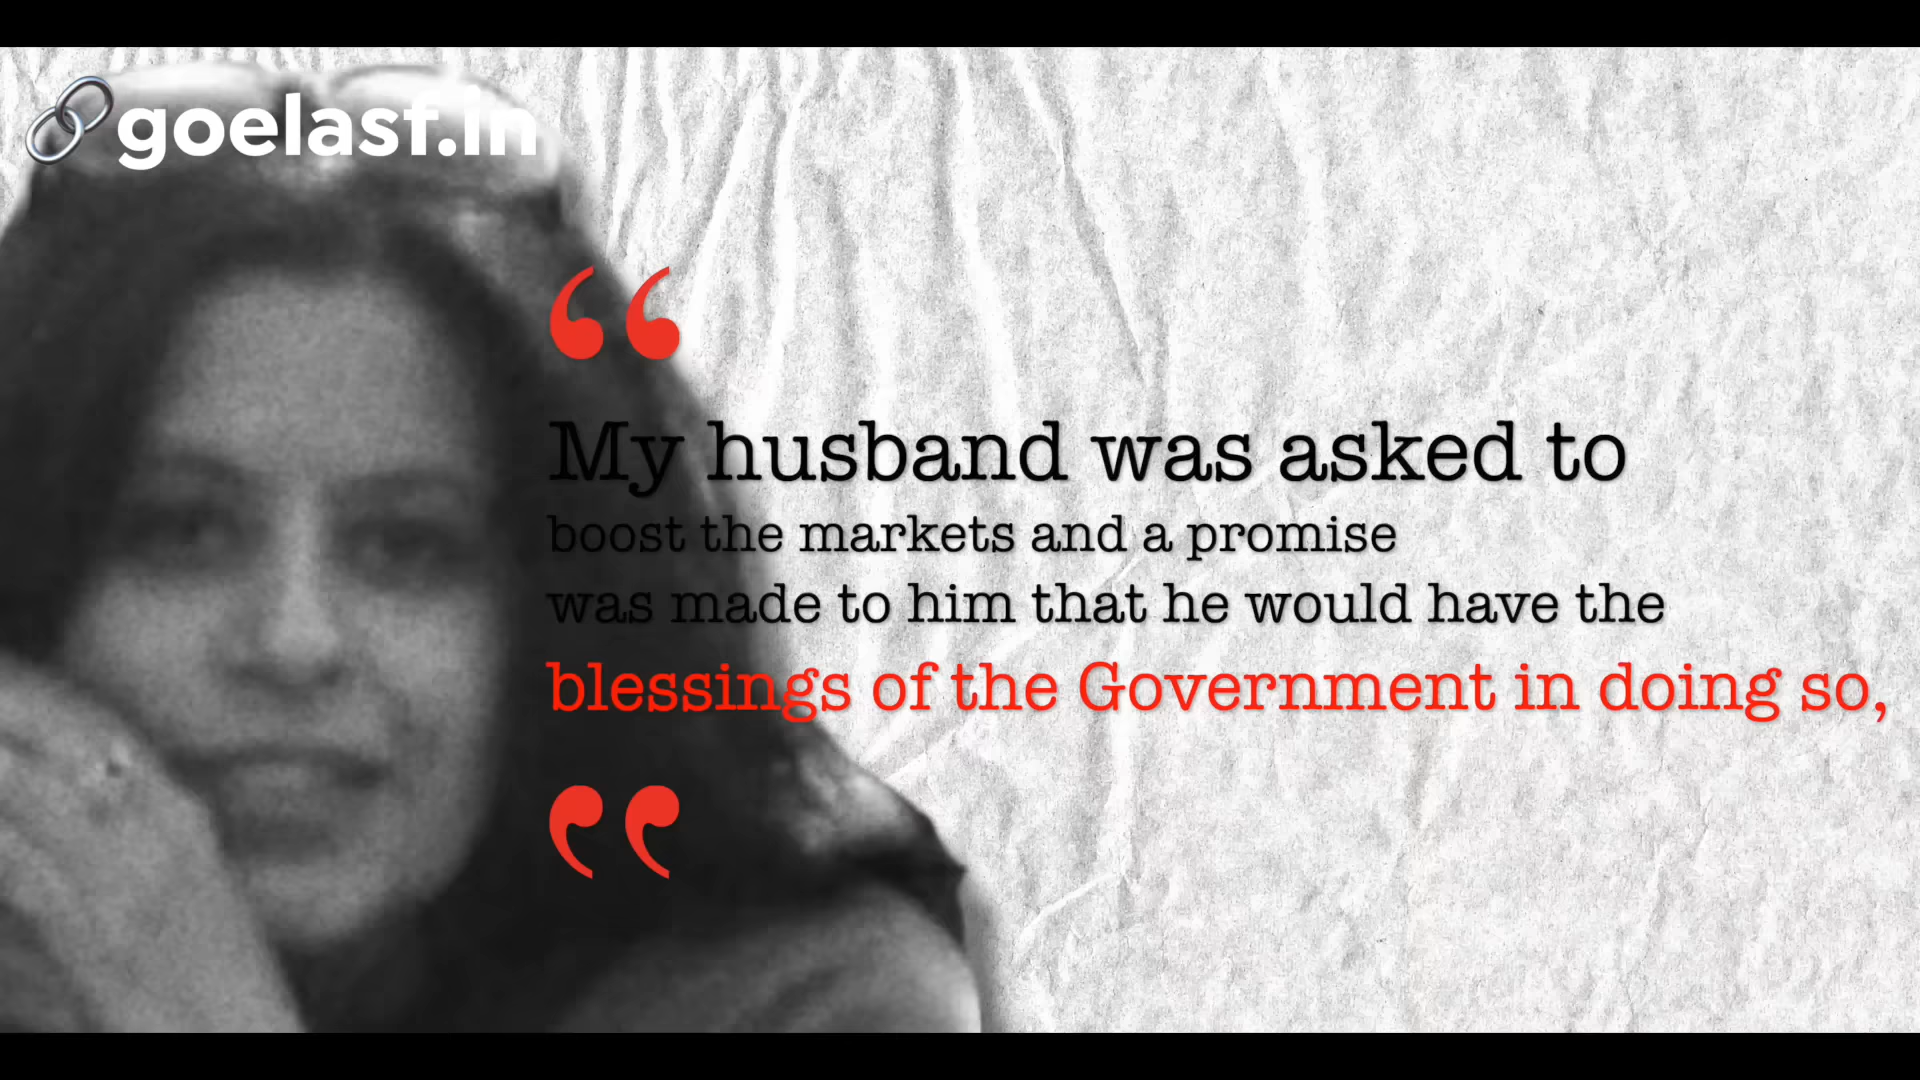 goelast.in
“
My husband was asked to
boost the markets and a promise
was made to him that he would have the
blessings of the Government in doing so,
”